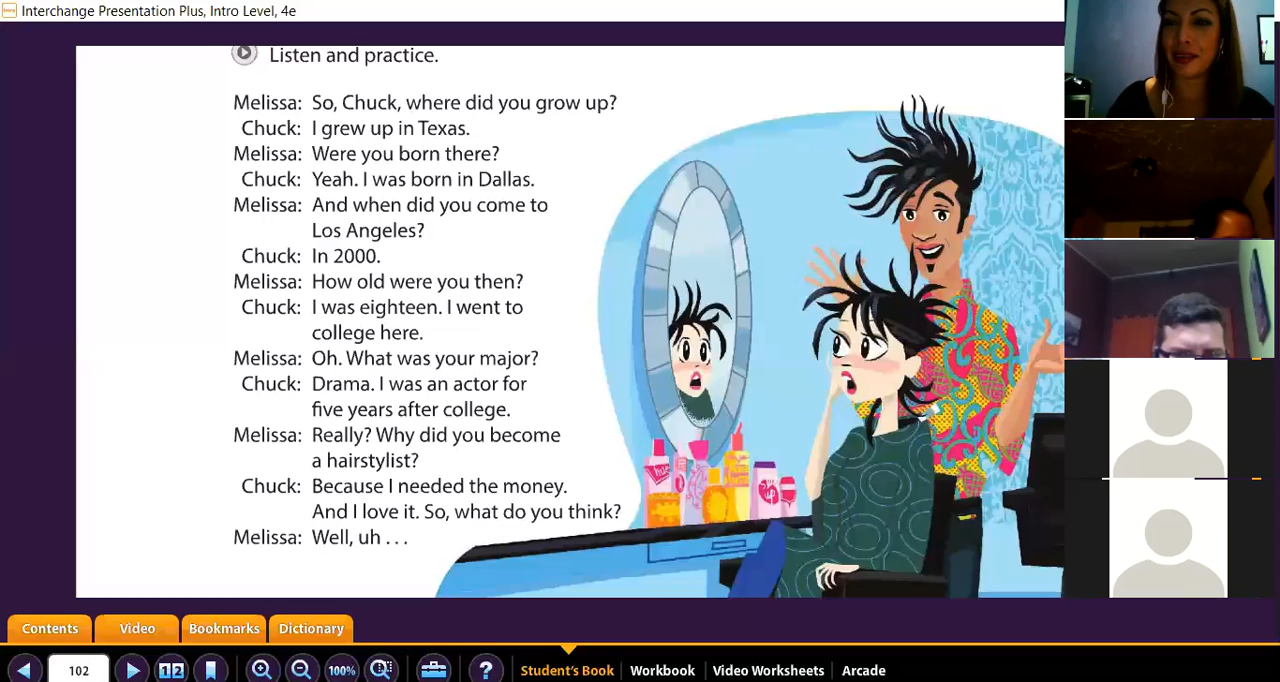 Interchange Presentation Plus, Intro Level, 4e
Listen and practice.
Melissa: So, Chuck, where did you grow up?
Chuck: I grew up in Texas.
Melissa: Were you born there?
Chuck: Yeah. I was born in Dallas.
Melissa: And when did you come to
Los Angeles?
Chuck: In 2000.
Melissa: How old were you then?
Chuck: I was eighteen. I went to
college here.
Melissa: Oh. What was your major?
Chuck: Drama. I was an actor for
five years after college.
Melissa: Really? Why did you become
a hairstylist?
Chuck: Because I needed the money.
And I love it. So, what do you think?
Melissa: Well, uh . . .
Contents Video Bookmarks Dictionary
102 1 2 100% ? Student's Book Workbook Video Worksheets Arcade